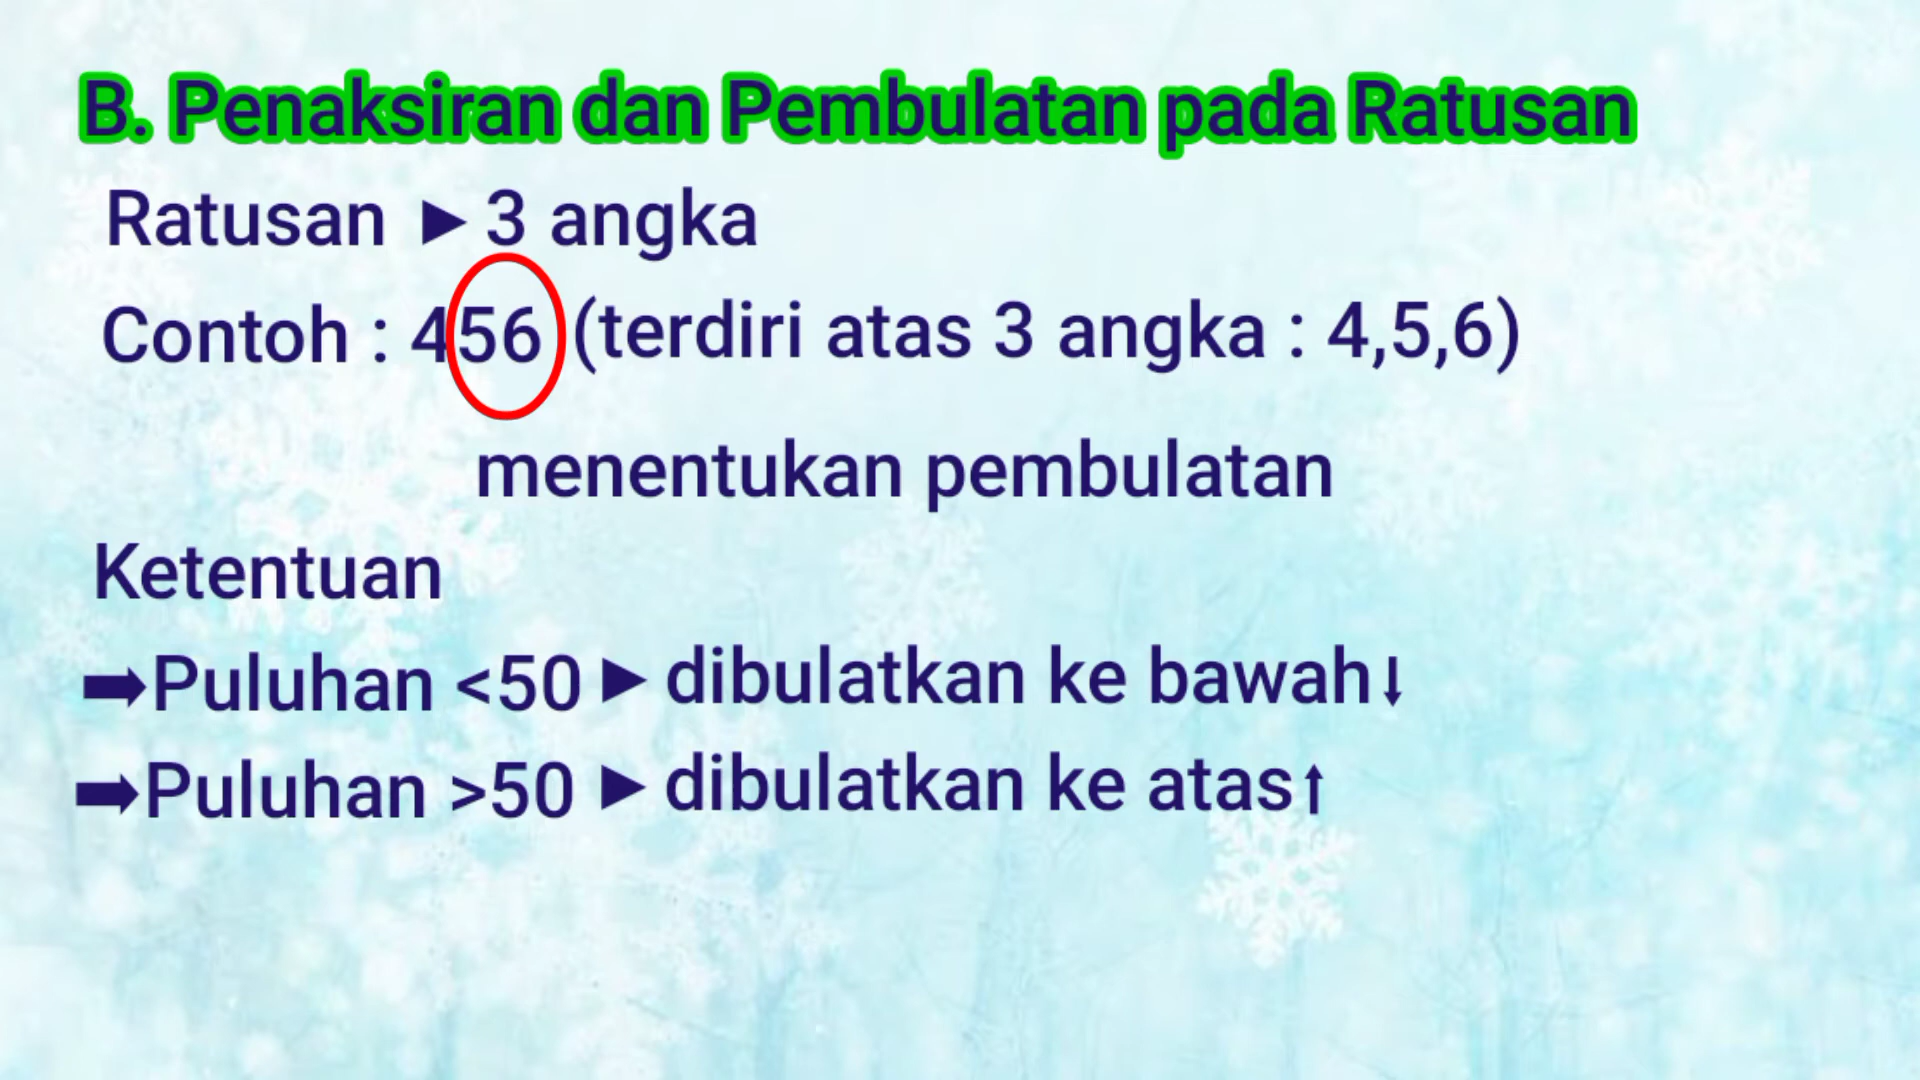 B. Penaksiran dan Pembulatan pada Ratusan
Ratusan ► 3 angka
Contoh : 456 (terdiri atas 3 angka : 4,5,6)
menentukan pembulatan
Ketentuan
➡Puluhan <50 ► dibulatkan ke bawah↓
➡Puluhan >50 ► dibulatkan ke atas↑